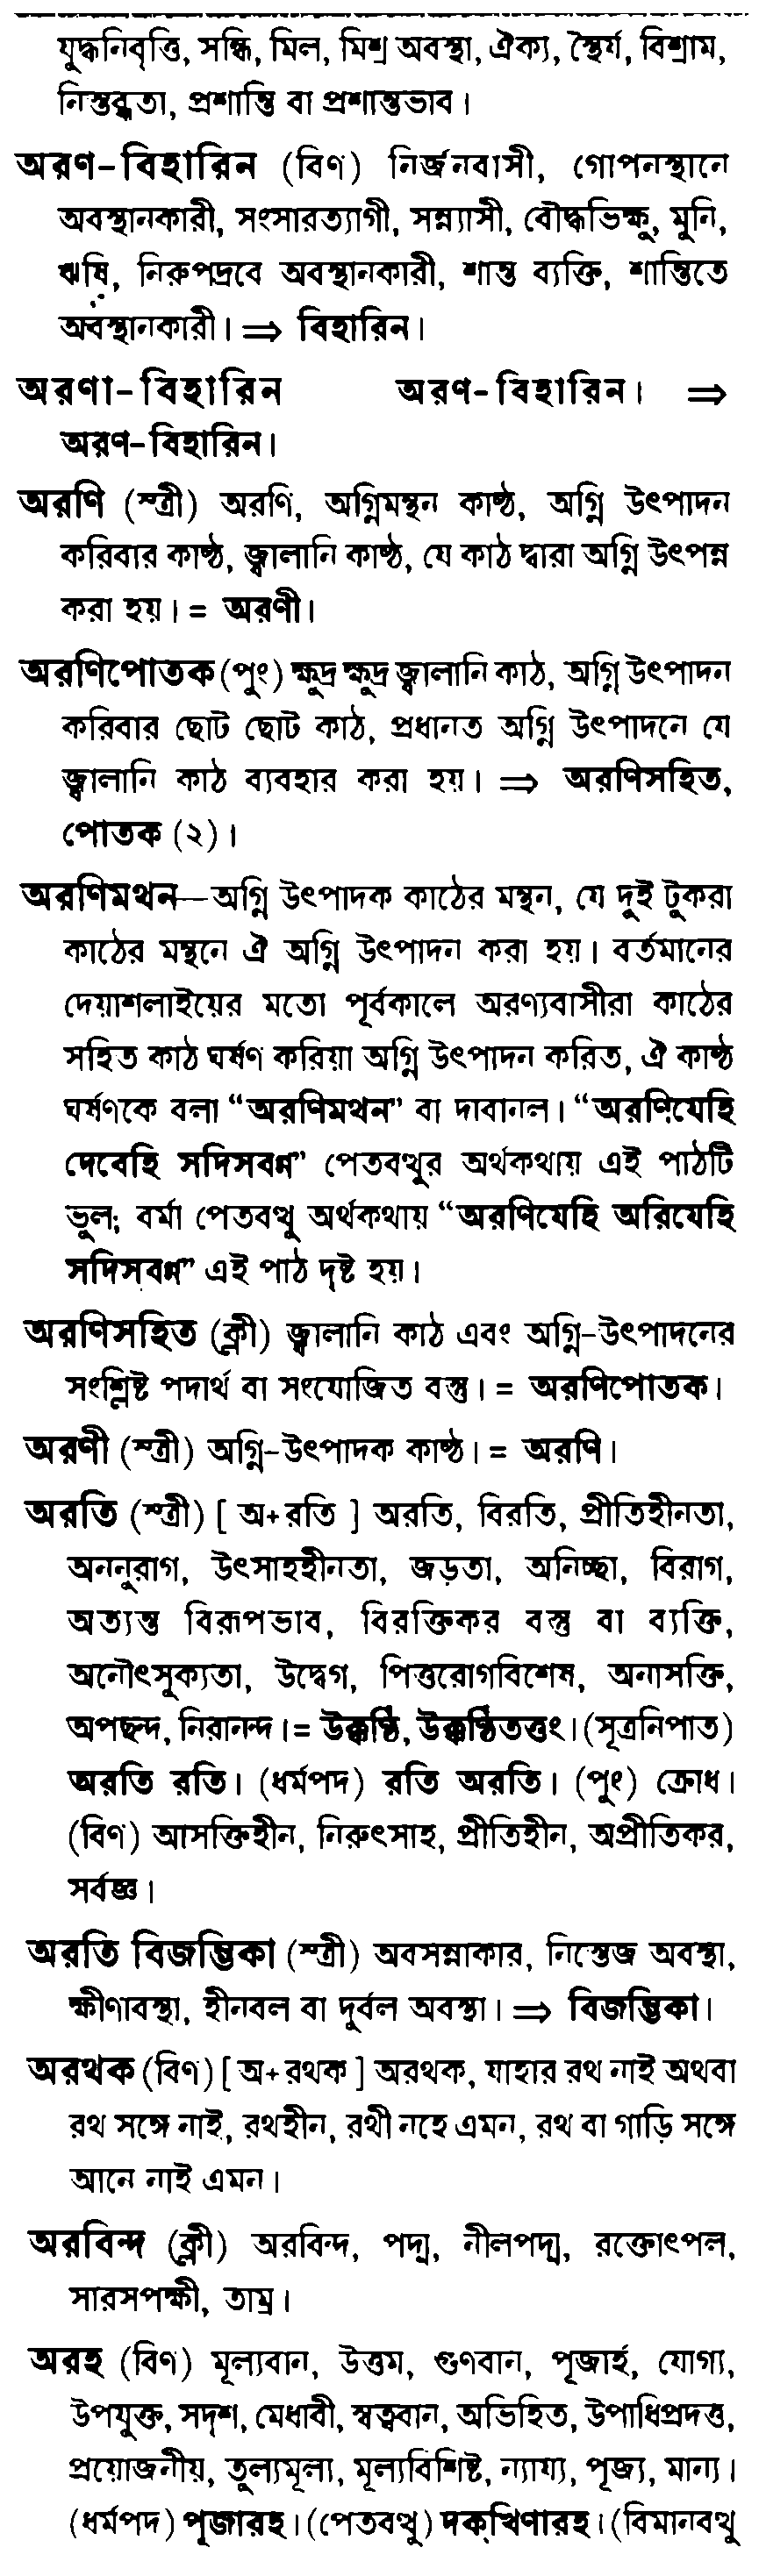 যুদ্ধনিবৃত্তি, সন্ধি, মিল, মিশ্র অবস্থা, ঐক্য, স্থৈর্য, বিশ্রাম,
নিস্তব্ধতা, প্রশান্তি বা প্রশান্তভাব।
অরণ-বিহারিন (বিণ) নির্জনবাসী, গোপনস্থানে
অবস্থানকারী, সংসারত্যাগী, সন্ন্যাসী, বৌদ্ধভিক্ষু, মুনি,
ঋষি, নিরুপদ্রবে অবস্থানকারী, শান্ত ব্যক্তি, শান্তিতে
অবস্থানকারী। ⇒ বিহারিন।
অরণা-বিহারিন অরণ-বিহারিন। ⇒
অরণ-বিহারিন।
অরণি (স্ত্রী) অরণি, অগ্নিমন্থন কাষ্ঠ, অগ্নি উৎপাদন
করিবার কাষ্ঠ, জ্বালানি কাষ্ঠ, যে কাঠ দ্বারা অগ্নি উৎপন্ন
করা হয়। = অরণী।
অরণিপোতক (পুং) ক্ষুদ্র ক্ষুদ্র জ্বালানি কাঠ, অগ্নি উৎপাদন
করিবার ছোট ছোট কাঠ, প্রধানত অগ্নি উৎপাদনে যে
জ্বালানি কাঠ ব্যবহার করা হয়। ⇒ অরণিসহিত,
পোতক (২)।
অরণিমথন—অগ্নি উৎপাদক কাঠের মন্থন, যে দুই টুকরা
কাঠের মন্থনে ঐ অগ্নি উৎপাদন করা হয়। বর্তমানের
দেয়াশলাইয়ের মতো পূর্বকালে অরণ্যবাসীরা কাঠের
সহিত কাঠ ঘর্ষণ করিয়া অগ্নি উৎপাদন করিত, ঐ কাষ্ঠ
ঘর্ষণকে বলা “অরণিমথন” বা দাবানল। “অরণিযেহি
দেবেহি সদিসবণ্ন” পেতবত্থুর অর্থকথায় এই পাঠটি
ভুল; বর্মা পেতবত্থু অর্থকথায় “অরণিযেহি অরিযেহি
সদিসবণ্ন” এই পাঠ দৃষ্ট হয়।
অরণিসহিত (ক্লী) জ্বালানি কাঠ এবং অগ্নি-উৎপাদনের
সংশ্লিষ্ট পদার্থ বা সংযোজিত বস্তু। = অরণিপোতক।
অরণী (স্ত্রী) অগ্নি-উৎপাদক কাষ্ঠ। = অরণি।
অরতি (স্ত্রী) [ অ+রতি ] অরতি, বিরতি, প্রীতিহীনতা,
অননুরাগ, উৎসাহহীনতা, জড়তা, অনিচ্ছা, বিরাগ,
অত্যন্ত বিরূপভাব, বিরক্তিকর বস্তু বা ব্যক্তি,
অনৌৎসুক্যতা, উদ্বেগ, পিত্তরোগবিশেষ, অনাসক্তি,
অপছন্দ, নিরানন্দ। = উক্কণ্ঠি, উক্কণ্ঠিতত্তং। (সূত্রনিপাত)
অরতি রতি। (ধর্মপদ) রতি অরতি। (পুং) ক্রোধ।
(বিণ) আসক্তিহীন, নিরুৎসাহ, প্রীতিহীন, অপ্রীতিকর,
সর্বজ্ঞ।
অরতি বিজম্ভিকা (স্ত্রী) অবসন্নাকার, নিস্তেজ অবস্থা,
ক্ষীণাবস্থা, হীনবল বা দুর্বল অবস্থা। ⇒ বিজম্ভিকা।
অরথক (বিণ) [ অ+রথক ] অরথক, যাহার রথ নাই অথবা
রথ সঙ্গে নাই, রথহীন, রথী নহে এমন, রথ বা গাড়ি সঙ্গে
আনে নাই এমন।
অরবিন্দ (ক্লী) অরবিন্দ, পদ্ম, নীলপদ্ম, রক্তোৎপল,
সারসপক্ষী, তাম্র।
অরহ (বিণ) মূল্যবান, উত্তম, গুণবান, পূজার্হ, যোগ্য,
উপযুক্ত, সদৃশ, মেধাবী, স্বত্ববান, অভিহিত, উপাধিপ্রদত্ত,
প্রয়োজনীয়, তুল্যমূল্য, মূল্যবিশিষ্ট, ন্যায্য, পূজ্য, মান্য।
(ধর্মপদ) পূজারহ। (পেতবত্থু) দক্খিণারহ। (বিমানবত্থু